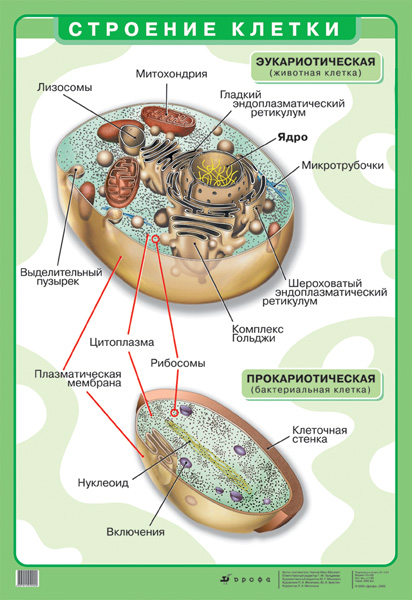 СТРОЕНИЕ КЛЕТКИ
ЭУКАРИОТИЧЕСКАЯ
(животная клетка)
Митохондрия
Лизосомы
Гладкий
эндоплазматический
ретикулум
Ядро
Микротрубочки
Выделительный
пузырек
Шероховатый
эндоплазматический
ретикулум
Комплекс
Гольджи
Цитоплазма
Рибосомы
Плазматическая
мембрана
ПРОКАРИОТИЧЕСКАЯ
(бактериальная клетка)
Клеточная
стенка
Нуклеоид
Включения
дрофа